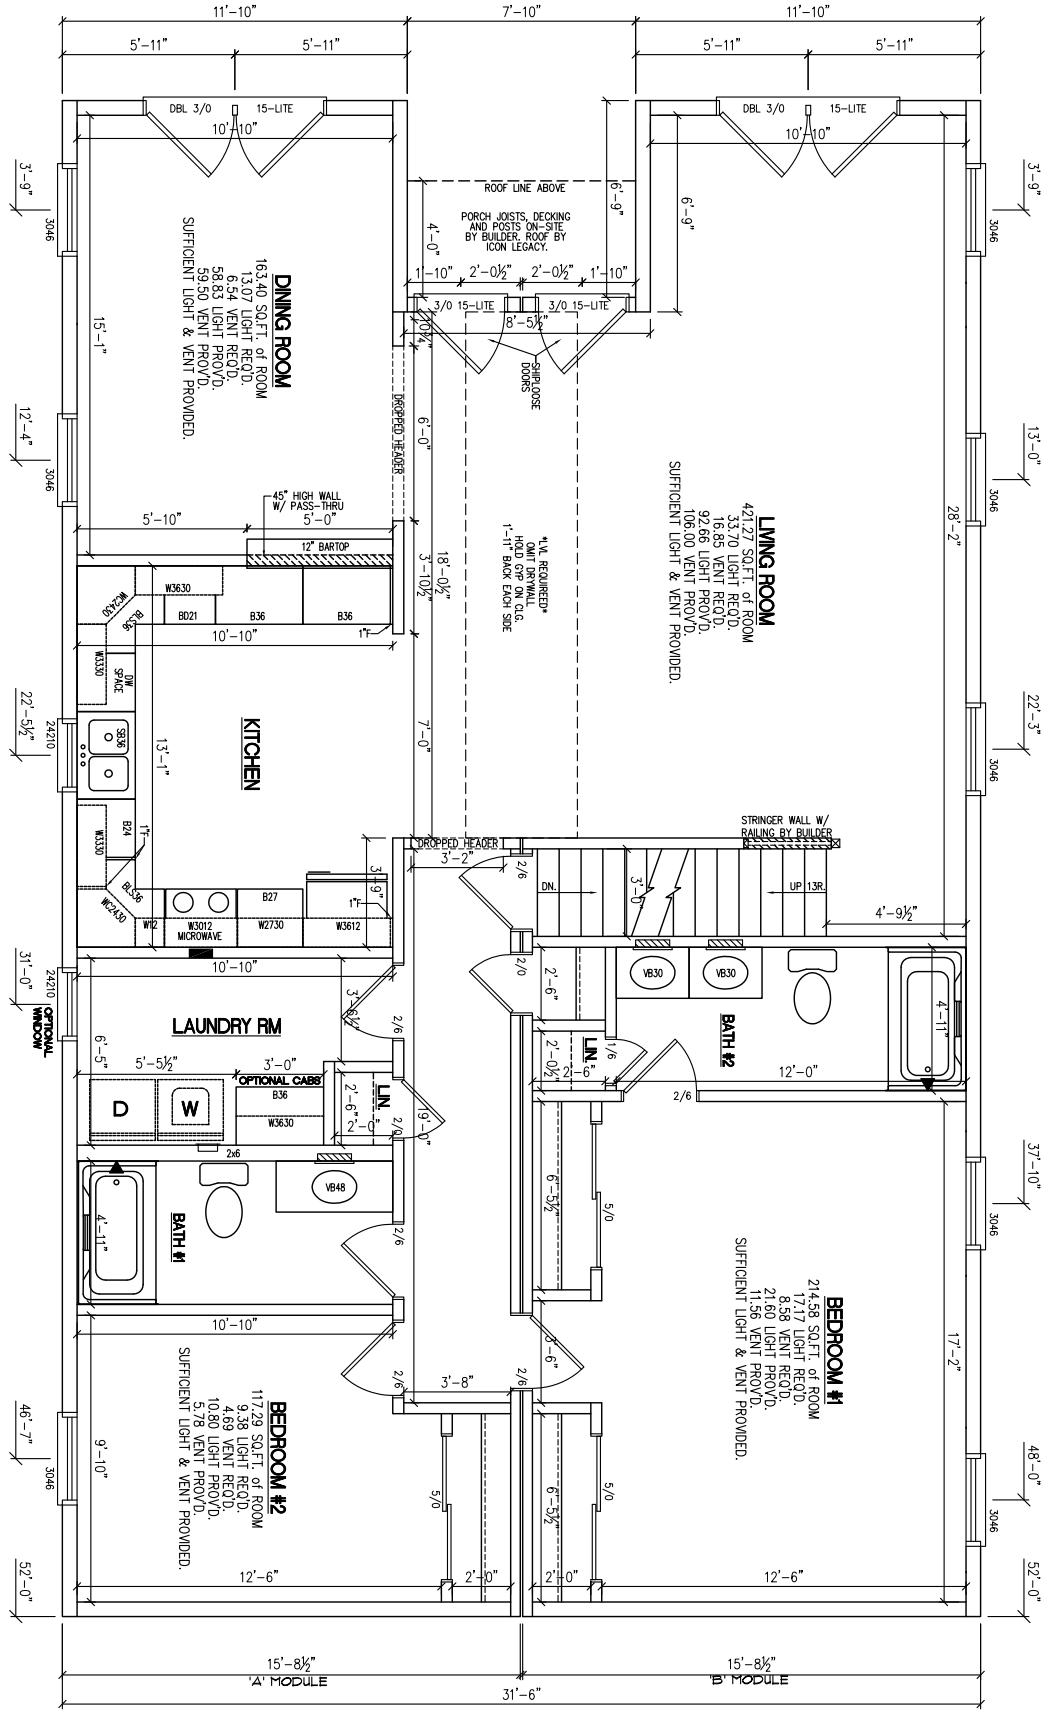 11'-10"
7'-10"
11'-10"
5'-11"
5'-11"
5'-11"
5'-11"
DBL 3/0
15-LITE
DBL 3/0
15-LITE
10'-10"
10'-10"
3'-9"
3046
3'-9"
3046
ROOF LINE ABOVE
6'-9"
6'-9"
4'-0"
PORCH JOISTS, DECKING
AND POSTS ON-SITE
BY BUILDER. ROOF BY
ICON LEGACY.
1'-10"
2'-0½"
2'-0½"
1'-10"
3/0 15-LITE
3/0 15-LITE
8'-5½"
SHIPLOOSE
DOORS
DINING ROOM
163.40 SQ.FT. of ROOM
13.07 LIGHT REQ'D.
6.54 VENT REQ'D.
58.83 LIGHT PROV'D.
59.50 VENT PROV'D.
SUFFICIENT LIGHT & VENT PROVIDED.
15'-1"
12'-4"
3046
6'-0"
DROPPED HEADER
45" HIGH WALL
W/ PASS-THRU
5'-10"
5'-0"
12" BARTOP
LIVING ROOM
421.27 SQ.FT. of ROOM
33.70 LIGHT REQ'D.
16.85 VENT REQ'D.
92.66 LIGHT PROV'D.
106.00 VENT PROV'D.
SUFFICIENT LIGHT & VENT PROVIDED.
28'-2"
13'-0"
3046
*LVL REQUIREED*
OMIT DRYWALL
HOLD GYP ON CLG.
1'-11" BACK EACH SIDE
18'-0½"
3'-10½"
7'-0"
W3630
WC2430
BLS36
BD21
B36
B36
1"F
10'-10"
W3330
DW
SPACE
SB36
13'-1"
KITCHEN
22'-5½"
24210
22'-3"
3046
B24
W3330
1"F
BLS36
WC2430
W12
W3012
MICROWAVE
B27
W2730
W3612
1"F
3'-9"
DROPPED HEADER
3'-2"
2/6
STRINGER WALL W/
RAILING BY BUILDER
DN.
3'-0"
UP 13R.
4'-9½"
10'-10"
31'-0"
24210
OPTIONAL
WINDOW
3'-6½"
LAUNDRY RM
6'-5"
5'-5½"
3'-0"
OPTIONAL CABS
B36
W3630
D
W
2/6
2/0
2'-6"
LIN.
2'-0"
2/0
19'-0"
2'-6"
VB30
VB30
2'-0½"
LIN.
2'-6"
1/6
BATH #2
12'-0"
4'-11"
2/6
2x6
VB48
BATH #1
4'-11"
2/6
6'-5½"
5/0
37'-10"
3046
10'-10"
2/6
3'-8"
3'-6"
2/6
BEDROOM #1
214.58 SQ.FT. of ROOM
17.17 LIGHT REQ'D.
8.58 VENT REQ'D.
21.60 LIGHT PROV'D.
11.56 VENT PROV'D.
SUFFICIENT LIGHT & VENT PROVIDED.
17'-2"
BEDROOM #2
117.29 SQ.FT. of ROOM
9.38 LIGHT REQ'D.
4.69 VENT REQ'D.
10.80 LIGHT PROV'D.
5.78 VENT PROV'D.
SUFFICIENT LIGHT & VENT PROVIDED.
9'-10"
46'-7"
3046
5/0
6'-5½"
5/0
48'-0"
3046
12'-6"
2'-0"
2'-0"
12'-6"
52'-0"
52'-0"
15'-8½"
'A' MODULE
15'-8½"
'B' MODULE
31'-6"